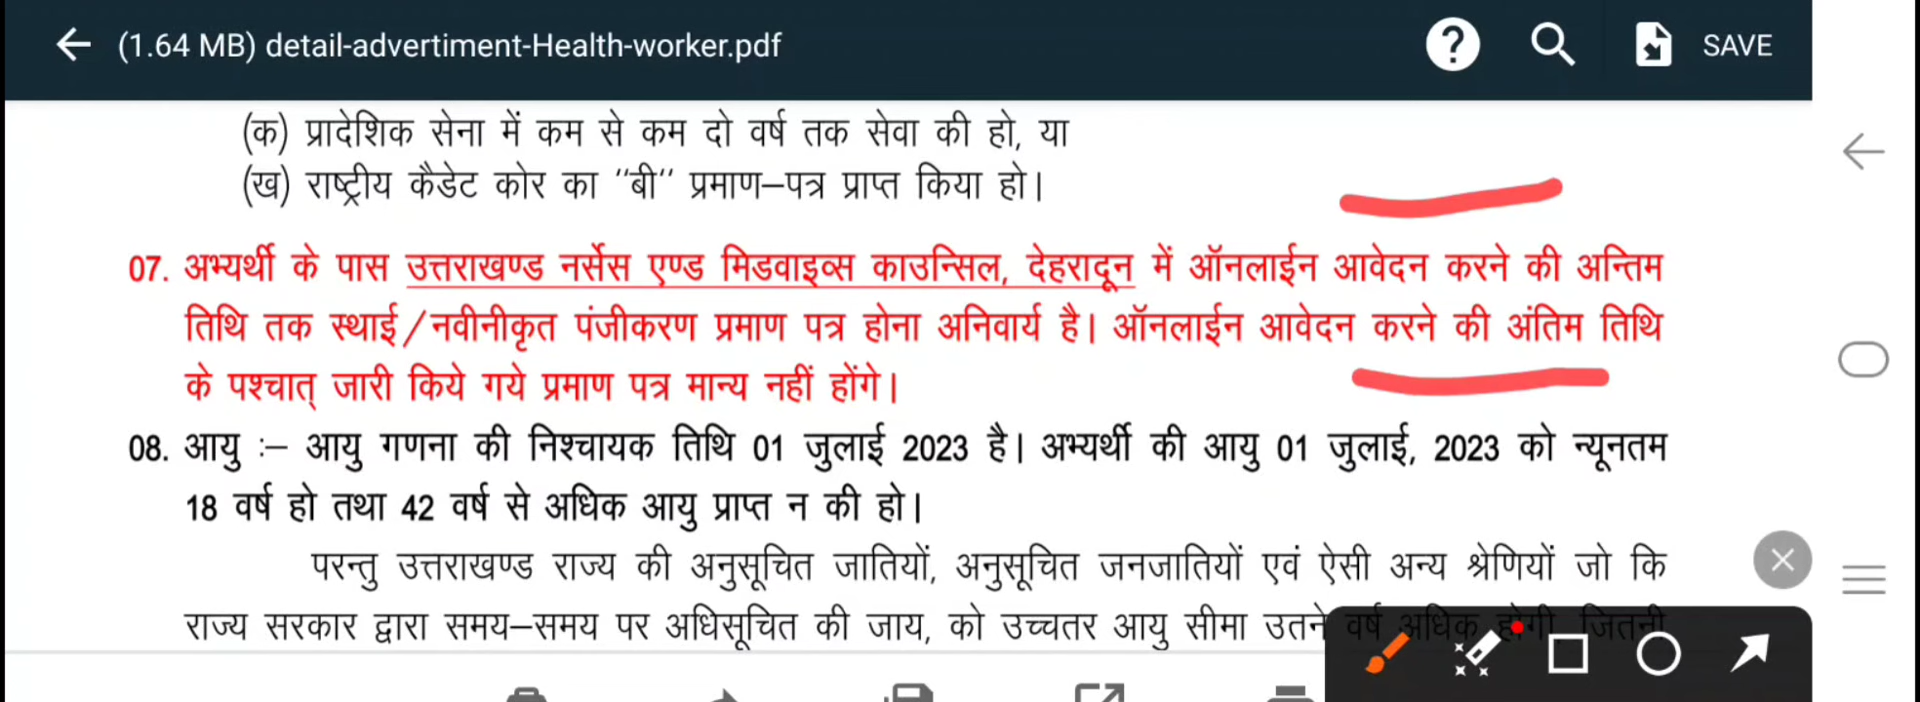 (1.64 MB) detail-advertiment-Health-worker.pdf
SAVE
(क) प्रादेशिक सेना में कम से कम दो वर्ष तक सेवा की हो, या
(ख) राष्ट्रीय कैडेट कोर का ‘‘बी’’ प्रमाण–पत्र प्राप्त किया हो।
07. अभ्यर्थी के पास उत्तराखण्ड नर्सेस एण्ड मिडवाइव्स काउन्सिल, देहरादून में ऑनलाईन आवेदन करने की अन्तिम
तिथि तक स्थाई/नवीनीकृत पंजीकरण प्रमाण पत्र होना अनिवार्य है। ऑनलाईन आवेदन करने की अंतिम तिथि
के पश्चात् जारी किये गये प्रमाण पत्र मान्य नहीं होंगे।
08. आयु :– आयु गणना की निश्चायक तिथि 01 जुलाई 2023 है। अभ्यर्थी की आयु 01 जुलाई, 2023 को न्यूनतम
18 वर्ष हो तथा 42 वर्ष से अधिक आयु प्राप्त न की हो।
परन्तु उत्तराखण्ड राज्य की अनुसूचित जातियों, अनुसूचित जनजातियों एवं ऐसी अन्य श्रेणियों जो कि
राज्य सरकार द्वारा समय–समय पर अधिसूचित की जाय, को उच्चतर आयु सीमा उतने वर्ष अधिक होगी, जितनी